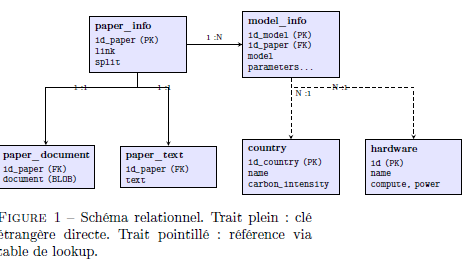 paper_info
id_paper (PK)
link
split
1 :N
model_info
id_model (PK)
id_paper (FK)
model
parameters...
1 :1
1 :1
N :1
N :1
paper_document
id_paper (FK)
document (BLOB)
paper_text
id_paper (FK)
text
country
id_country (PK)
name
carbon_intensity
hardware
id (PK)
name
compute, power
FIGURE 1 – Schéma relationnel. Trait plein : clé
étrangère directe. Trait pointillé : référence via
table de lookup.